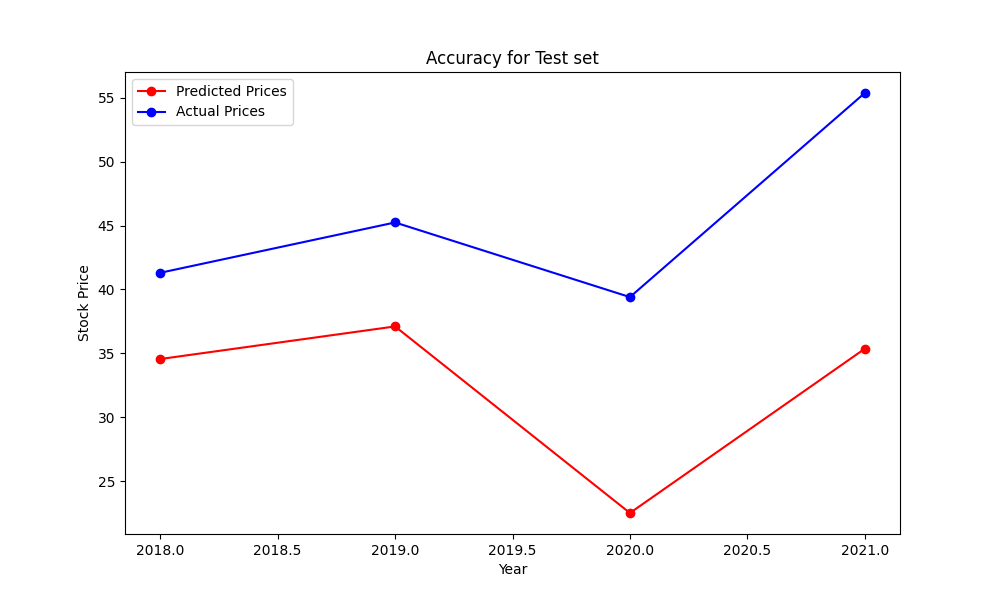 Accuracy for Test set
Predicted Prices
Actual Prices
55
50
45
40
35
30
25
Stock Price
2018.0
2018.5
2019.0
2019.5
2020.0
2020.5
2021.0
Year